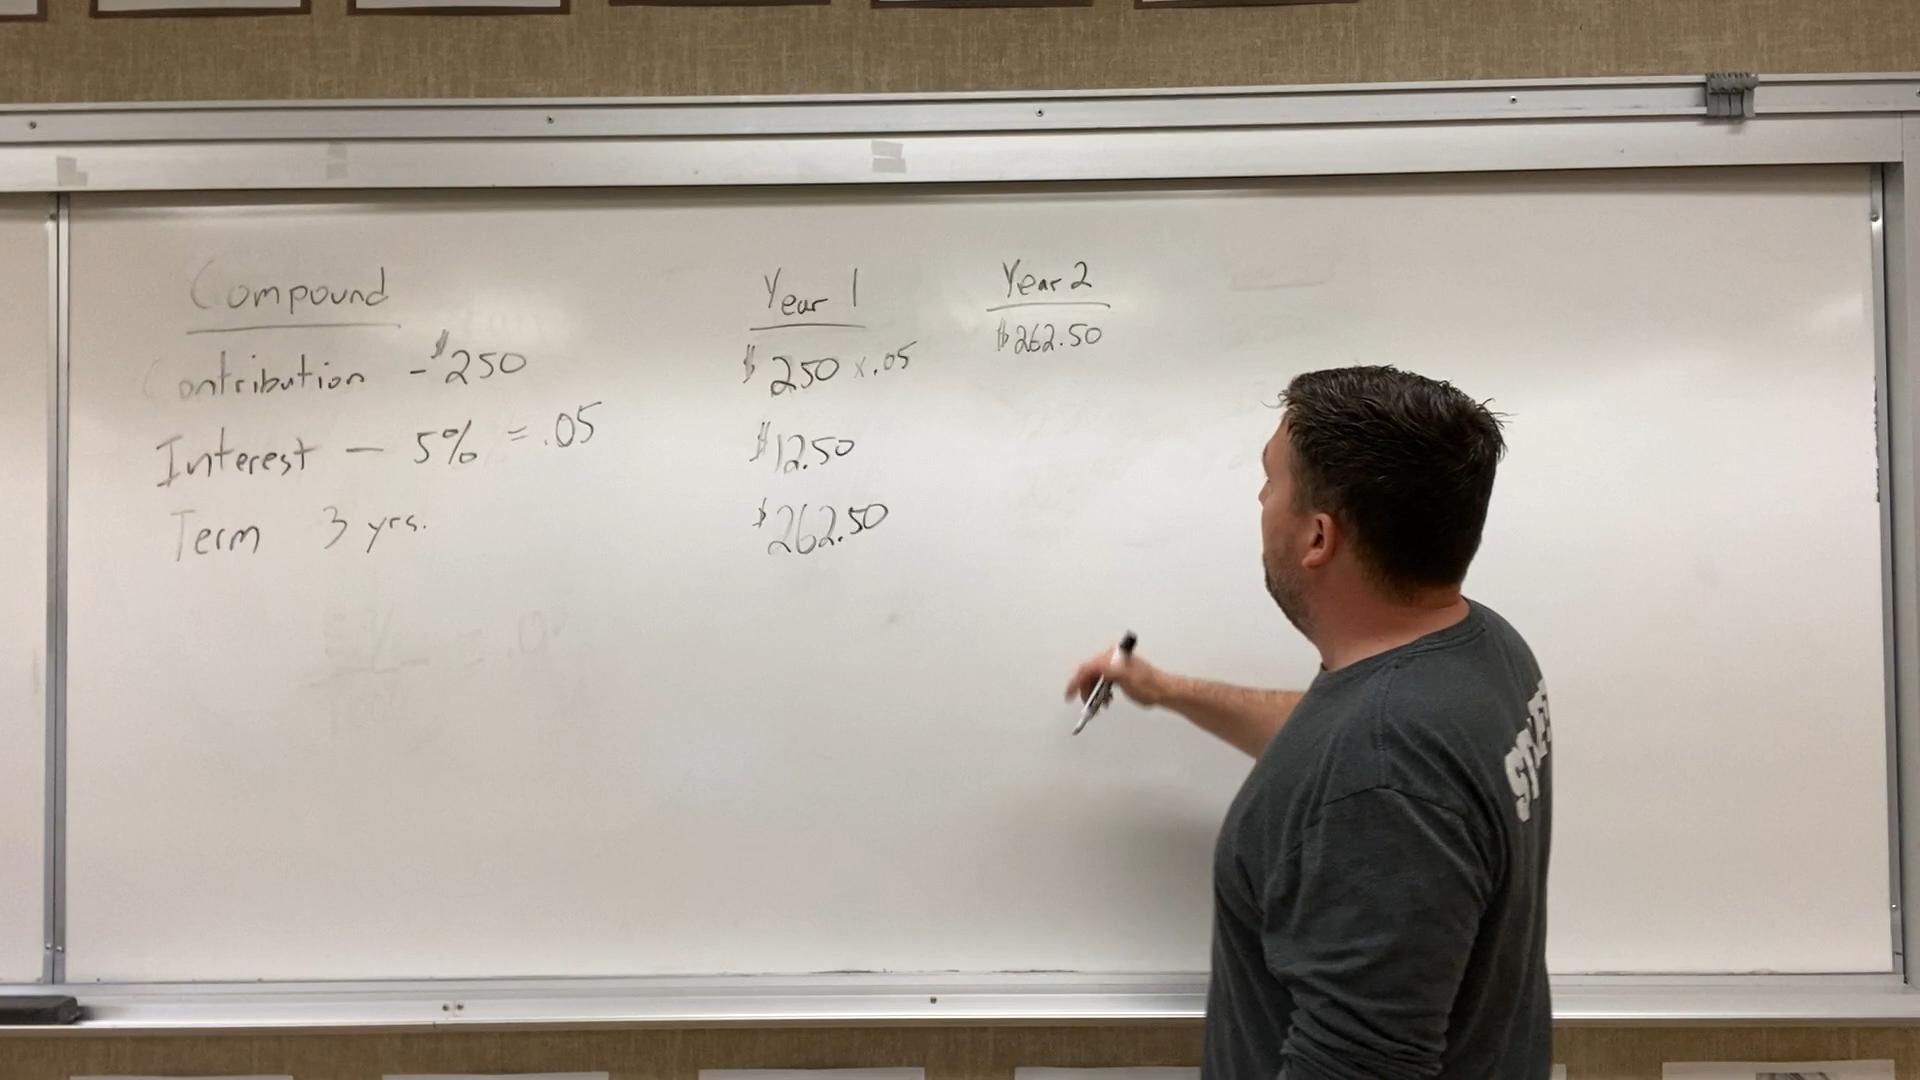 Compound
Contribution - $250
Interest - 5% = .05
Term 3 yrs.
Year 1
$250 x .05
$12.50
$262.50
Year 2
$262.50